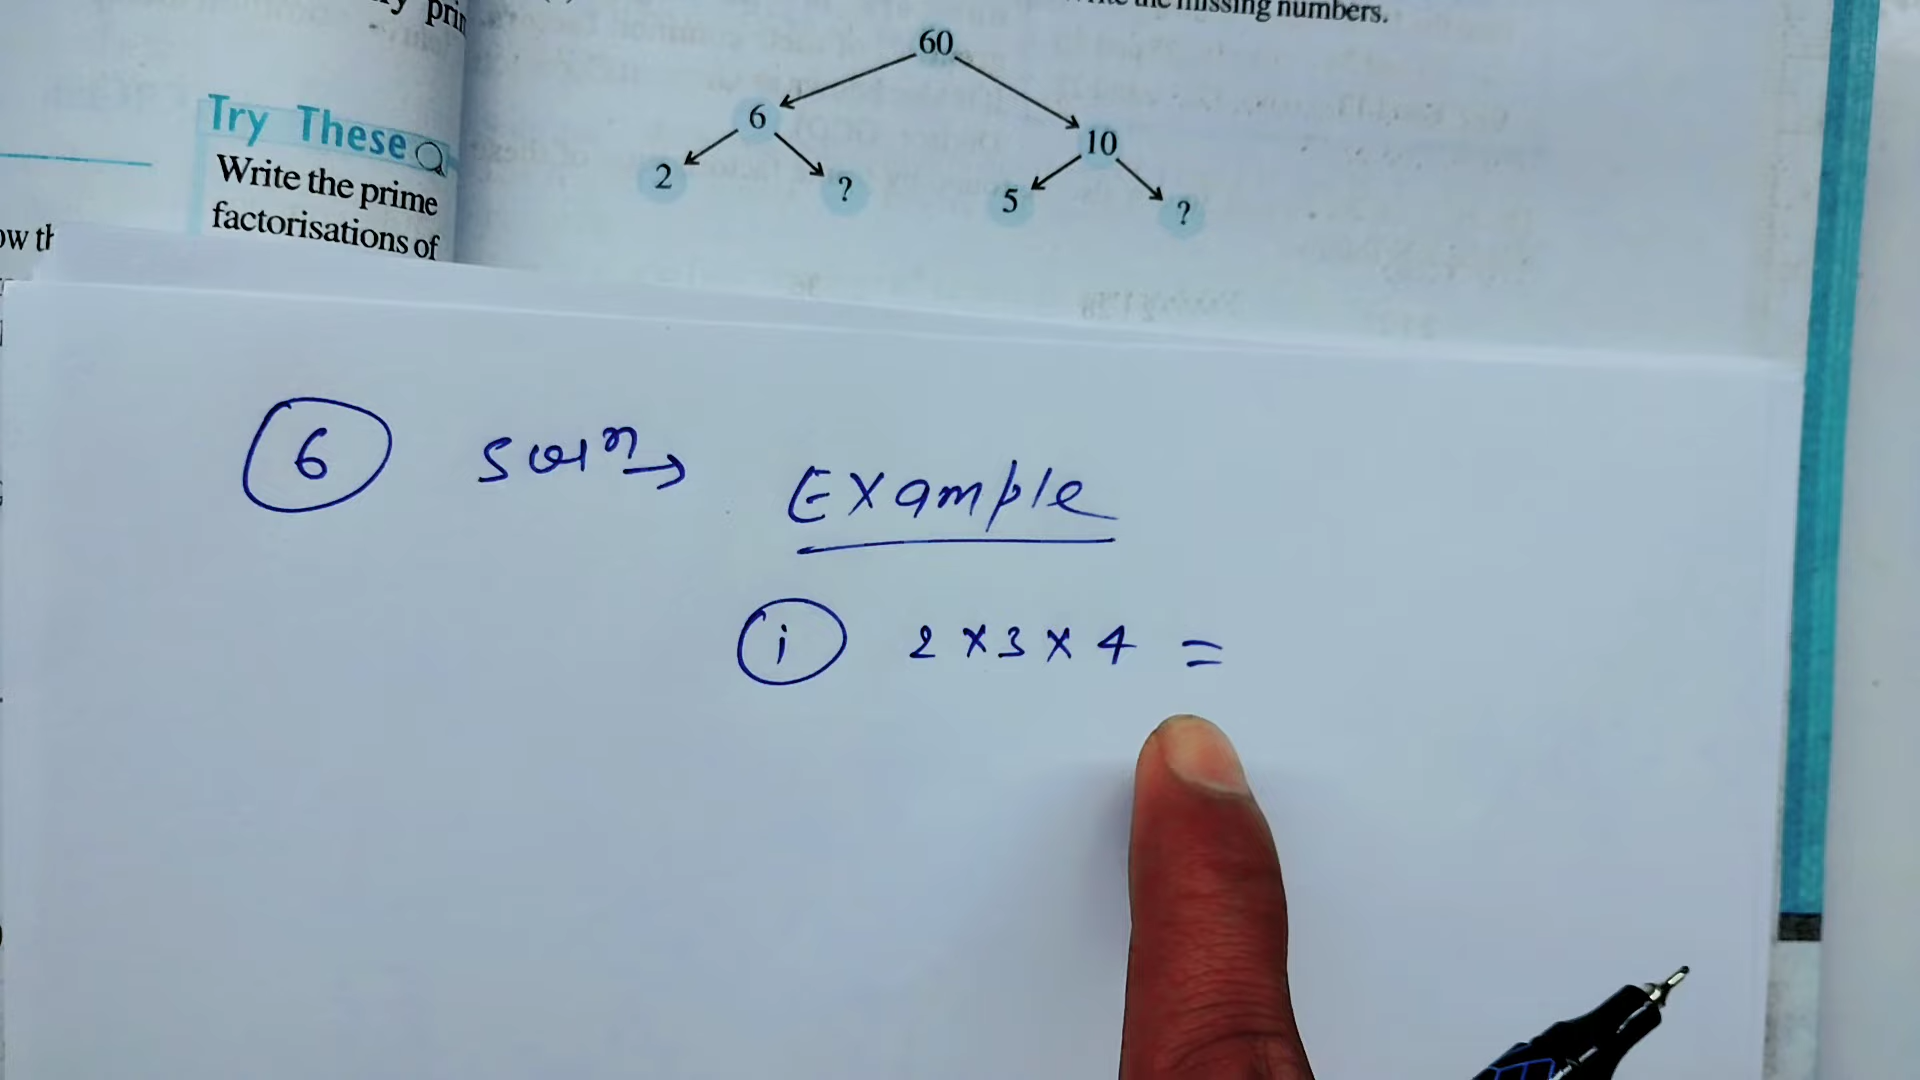 missing numbers.
60
6
10
2
?
5
?
Try These
Write the prime
factorisations of
6 Solⁿ→ Example
i 2 × 3 × 4 =